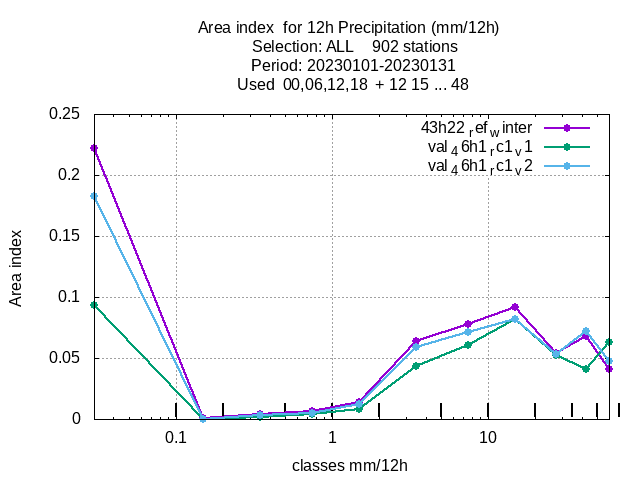 Area index  for 12h Precipitation (mm/12h)
Selection: ALL    902 stations
Period: 20230101-20230131
Used  00,06,12,18  + 12 15 ... 48
43h22_ref_winter
val_46h1_rc1_v1
val_46h1_rc1_v2
0.25
0.2
0.15
0.1
0.05
0
Area index
0.1 1 10
classes mm/12h